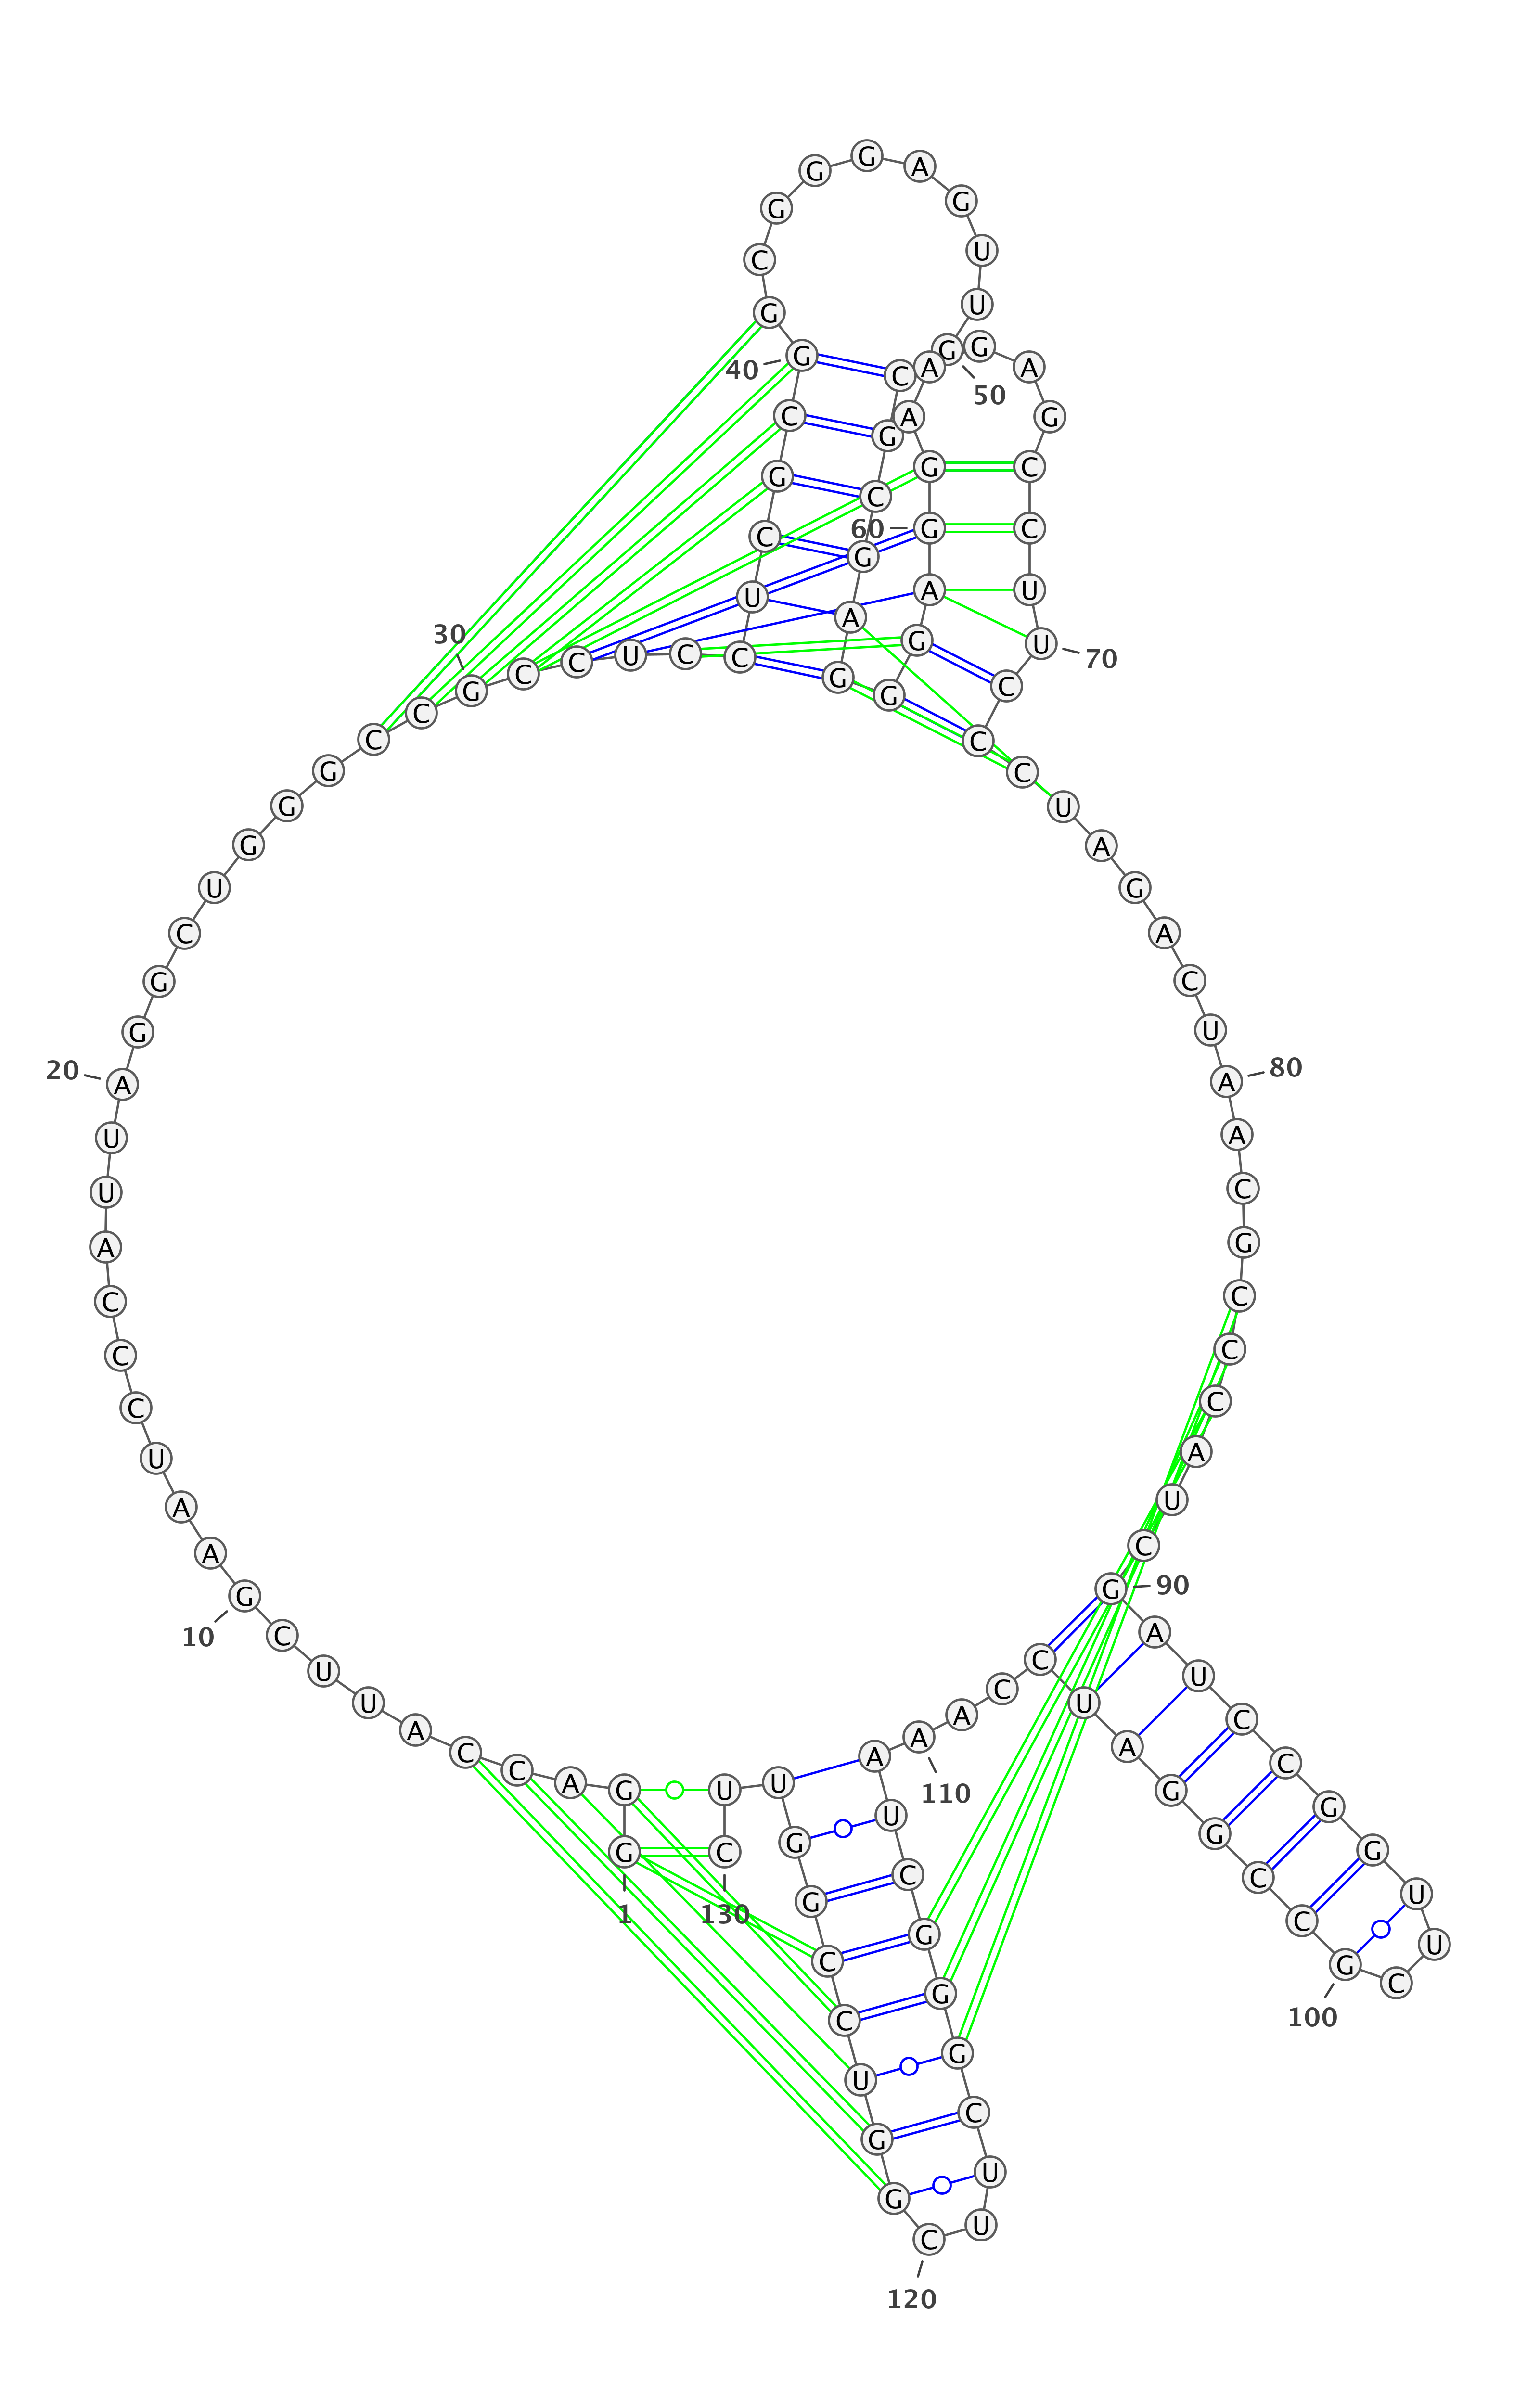 1
G G A C C A U U C
10
G A A U C C C A U U
20
A G G C U G G G C C
30
G C C U C C U C G C
40
G G C G G G A G U U
50
G C G C G A G G G A
60
G G A A G A G C C U
70
U C C C U A G A C U
80
A A C G C C C A U C
90
G A U C C G G U U C
100
G C C G G A U C C A
110
A A U C G G G C U U
120
C G G U C C G G U U
130
C